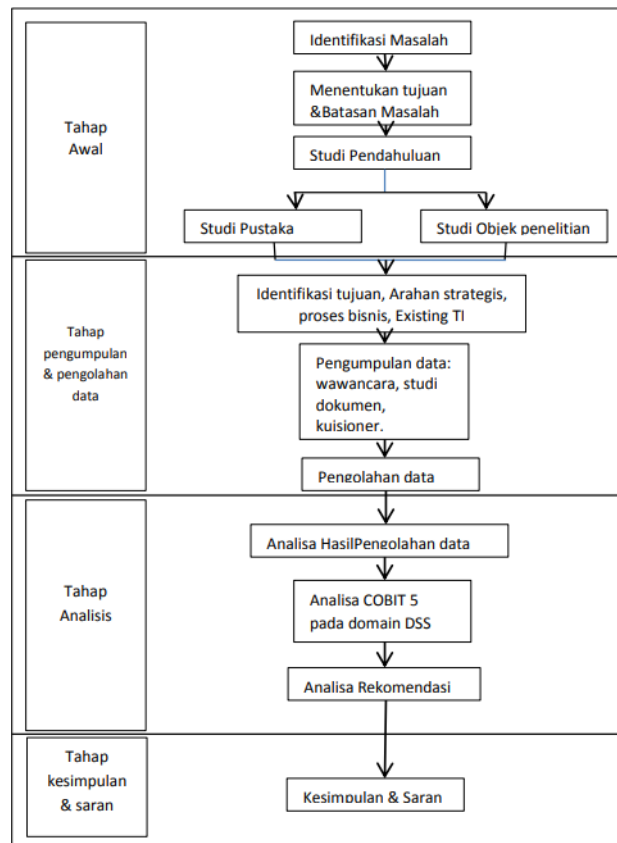 Tahap
Awal
Identifikasi Masalah
Menentukan tujuan
&Batasan Masalah
Studi Pendahuluan
Studi Pustaka
Studi Objek penelitian
Tahap
pengumpulan
& pengolahan
data
Identifikasi tujuan, Arahan strategis,
proses bisnis, Existing TI
Pengumpulan data:
wawancara, studi
dokumen,
kuisioner.
Pengolahan data
Tahap
Analisis
Analisa HasilPengolahan data
Analisa COBIT 5
pada domain DSS
Analisa Rekomendasi
Tahap
kesimpulan
& saran
Kesimpulan & Saran